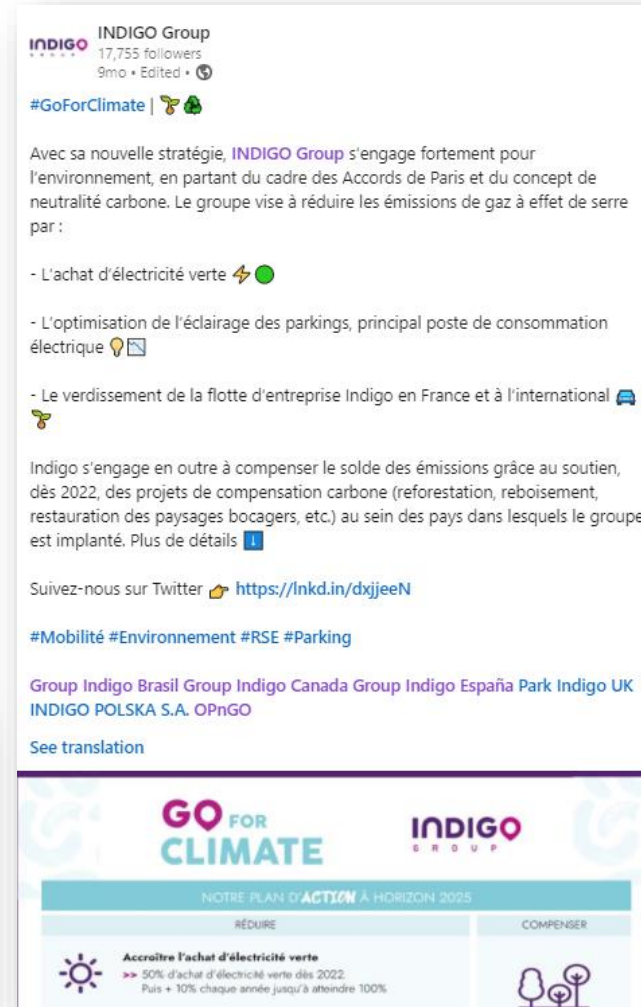 INDIGO
GROUP
INDIGO Group
17,755 followers
9mo • Edited •
#GoForClimate |
Avec sa nouvelle stratégie, INDIGO Group s'engage fortement pour
l'environnement, en partant du cadre des Accords de Paris et du concept de
neutralité carbone. Le groupe vise à réduire les émissions de gaz à effet de serre
par :
- L'achat d'électricité verte
- L'optimisation de l'éclairage des parkings, principal poste de consommation
électrique
- Le verdissement de la flotte d'entreprise Indigo en France et à l'international
Indigo s'engage en outre à compenser le solde des émissions grâce au soutien,
dès 2022, des projets de compensation carbone (reforestation, reboisement,
restauration des paysages bocagers, etc.) au sein des pays dans lesquels le groupe
est implanté. Plus de détails
Suivez-nous sur Twitter https://lnkd.in/dxjjeeN
#Mobilité #Environnement #RSE #Parking
Group Indigo Brasil Group Indigo Canada Group Indigo España Park Indigo UK
INDIGO POLSKA S.A. OPnGO
See translation
GO FOR
CLIMATE
INDIGO
GROUP
NOTRE PLAN D'ACTION À HORIZON 2025
RÉDUIRE
COMPENSER
Accroître l'achat d'électricité verte
>> 50% d'achat d'électricité verte dès 2022
Puis + 10% chaque année jusqu'à atteindre 100%